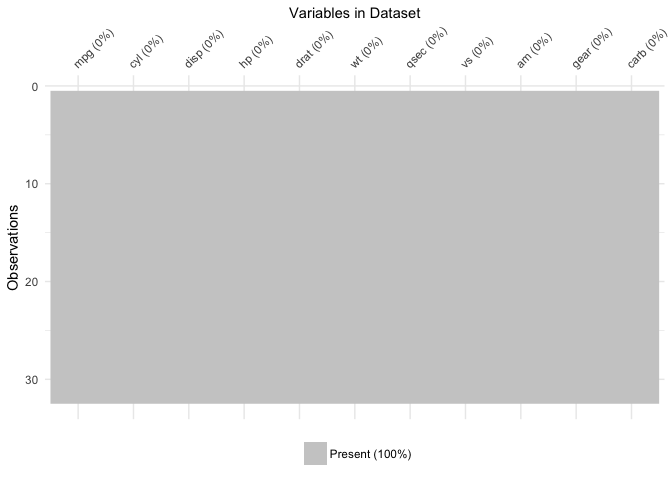 Variables in Dataset
mpg (0%) cyl (0%) disp (0%) hp (0%) drat (0%) wt (0%) qsec (0%) vs (0%) am (0%) gear (0%) carb (0%)
0
10
20
30
Observations
Present (100%)